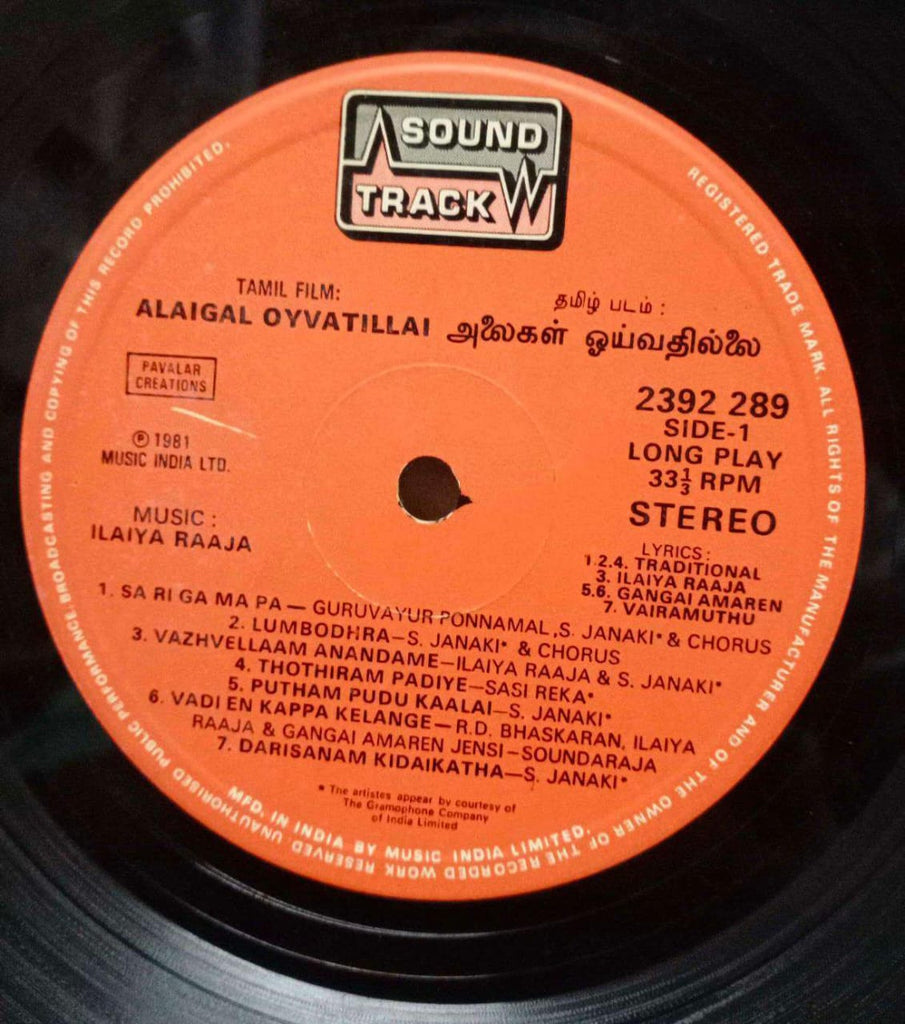 SOUND
TRACK
TAMIL FILM:
ALAIGAL OYVATILLAI
தமிழ் படம் :
அலைகள் ஓய்வதில்லை
PAVALAR
CREATIONS
℗ 1981
MUSIC INDIA LTD.
MUSIC :
ILAIYA RAAJA
2392 289
SIDE-1
LONG PLAY
33⅓ RPM
STEREO
LYRICS :
1.2.4. TRADITIONAL
3. ILAIYA RAAJA
5.6. GANGAI AMAREN
7. VAIRAMUTHU
1. SA RI GA MA PA — GURUVAYUR PONNAMAL, S. JANAKI* & CHORUS
2. LUMBODHRA—S. JANAKI* & CHORUS
3. VAZHVELLAAM ANANDAME—ILAIYA RAAJA & S. JANAKI*
4. THOTHIRAM PADIYE—SASI REKA*
5. PUTHAM PUDU KAALAI—S. JANAKI*
6. VADI EN KAPPA KELANGE—R.D. BHASKARAN, ILAIYA
RAAJA & GANGAI AMAREN JENSI—SOUNDARAJA
7. DARISANAM KIDAIKATHA—S. JANAKI*
* The artistes appear by courtesy of
The Gramophone Company
of India Limited
MFD. IN INDIA BY MUSIC INDIA LIMITED.
REGISTERED TRADE MARK. ALL RIGHTS OF THE MANUFACTURER AND OF THE OWNER OF THE RECORDED WORK RESERVED. UNAUTHORISED PUBLIC PERFORMANCE, BROADCASTING AND COPYING OF THIS RECORD PROHIBITED.